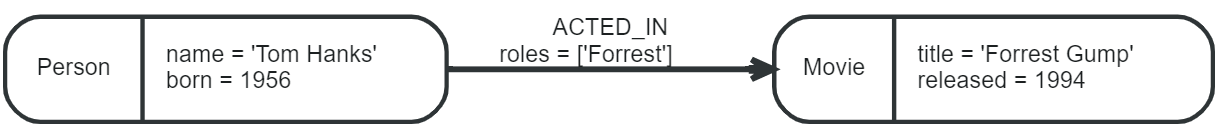 Person
name = 'Tom Hanks'
born = 1956
ACTED_IN
roles = ['Forrest']
Movie
title = 'Forrest Gump'
released = 1994